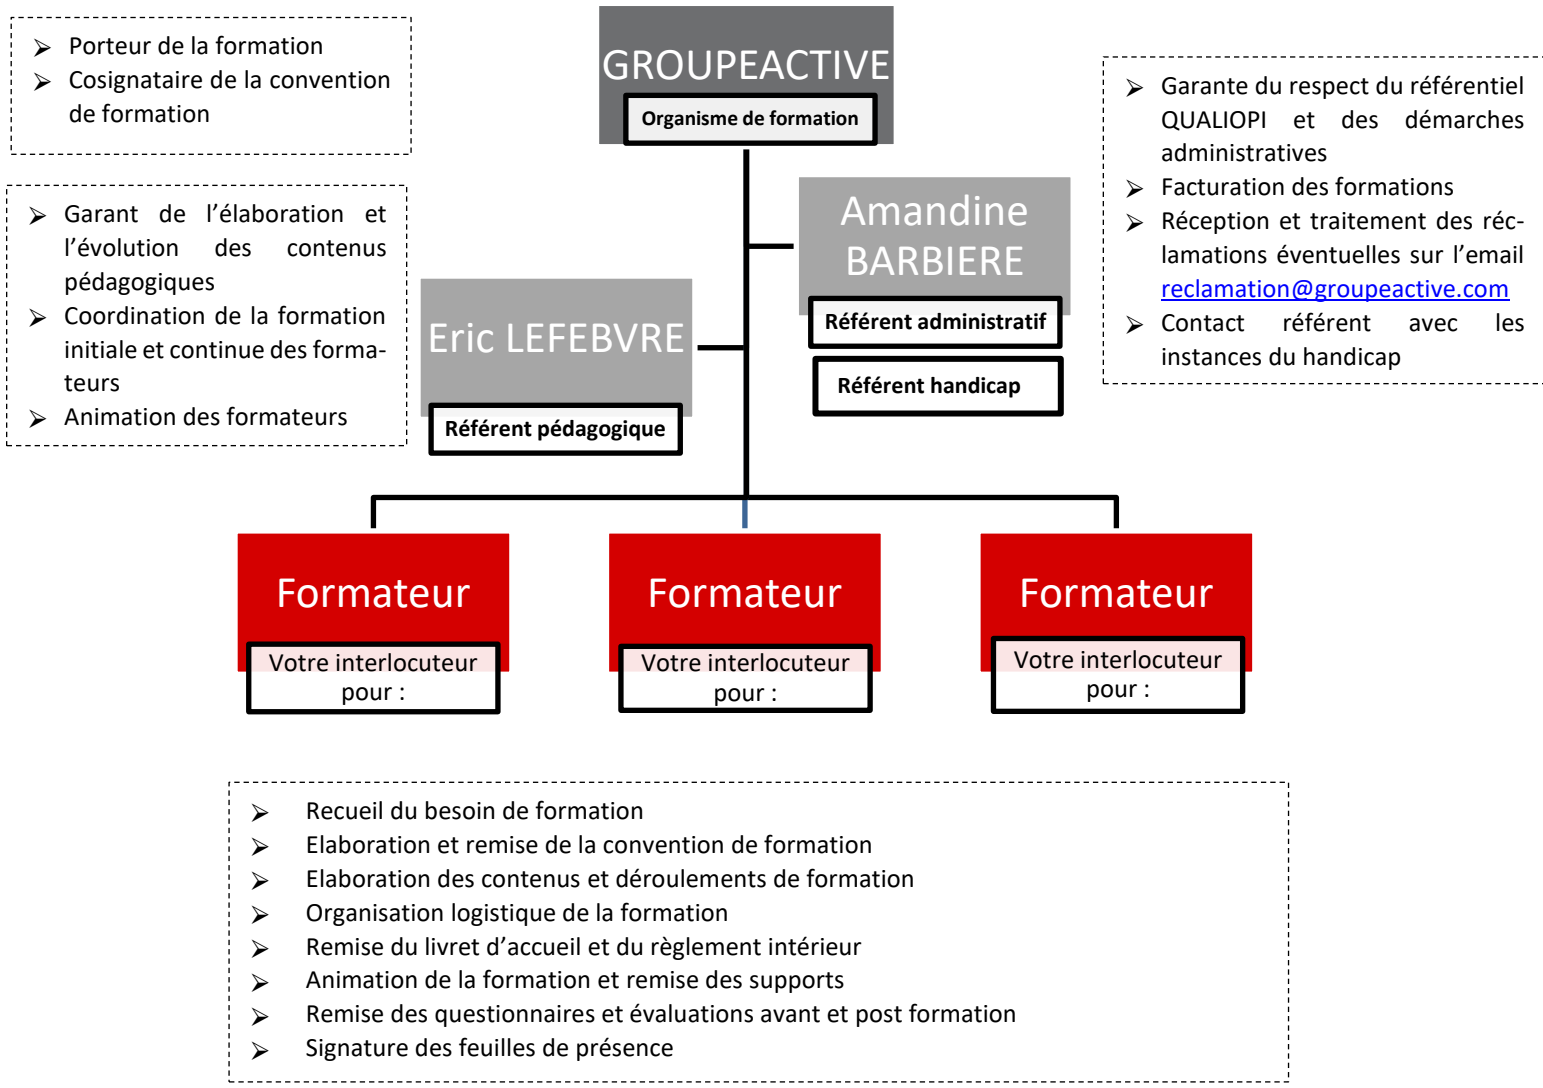 ➢ Porteur de la formation
➢ Cosignataire de la convention
de formation
GROUPEACTIVE
Organisme de formation
➢ Garante du respect du référentiel
QUALIOPI et des démarches
administratives
➢ Facturation des formations
➢ Réception et traitement des réc-
lamations éventuelles sur l’email
reclamation@groupeactive.com
➢ Contact référent avec les
instances du handicap
➢ Garant de l’élaboration et
l’évolution des contenus
pédagogiques
➢ Coordination de la formation
initiale et continue des forma-
teurs
➢ Animation des formateurs
Amandine
BARBIERE
Référent administratif
Référent handicap
Eric LEFEBVRE
Référent pédagogique
Formateur
Votre interlocuteur
pour :
Formateur
Votre interlocuteur
pour :
Formateur
Votre interlocuteur
pour :
➢ Recueil du besoin de formation
➢ Elaboration et remise de la convention de formation
➢ Elaboration des contenus et déroulements de formation
➢ Organisation logistique de la formation
➢ Remise du livret d’accueil et du règlement intérieur
➢ Animation de la formation et remise des supports
➢ Remise des questionnaires et évaluations avant et post formation
➢ Signature des feuilles de présence